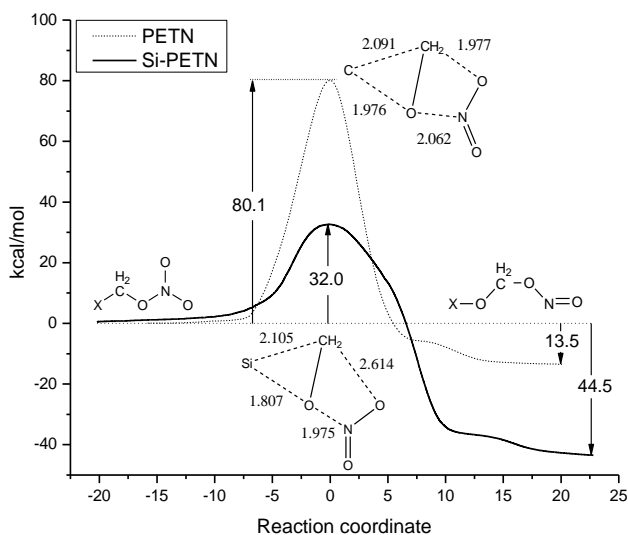 PETN
Si-PETN
2.091
CH2
1.977
C
O
1.976
O
N
2.062
O
100
80
60
40
20
0
-20
-40
kcal/mol
80.1
32.0
O
CH2
N
X
C
O
O
H2
C
O
X
O
N
O
13.5
44.5
2.105
CH2
Si
2.614
1.807
O
O
1.975
N
O
-20
-15
-10
-5
0
5
10
15
20
25
Reaction coordinate